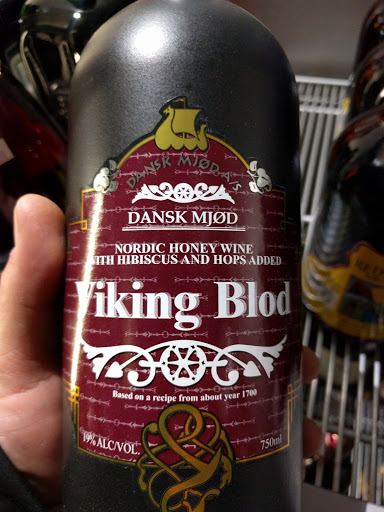 DANSK MJØD A/S
DANSK MJØD
NORDIC HONEY WINE
WITH HIBISCUS AND HOPS ADDED
Viking Blod
Based on a recipe from about year 1700
19% ALC/VOL.
750ml